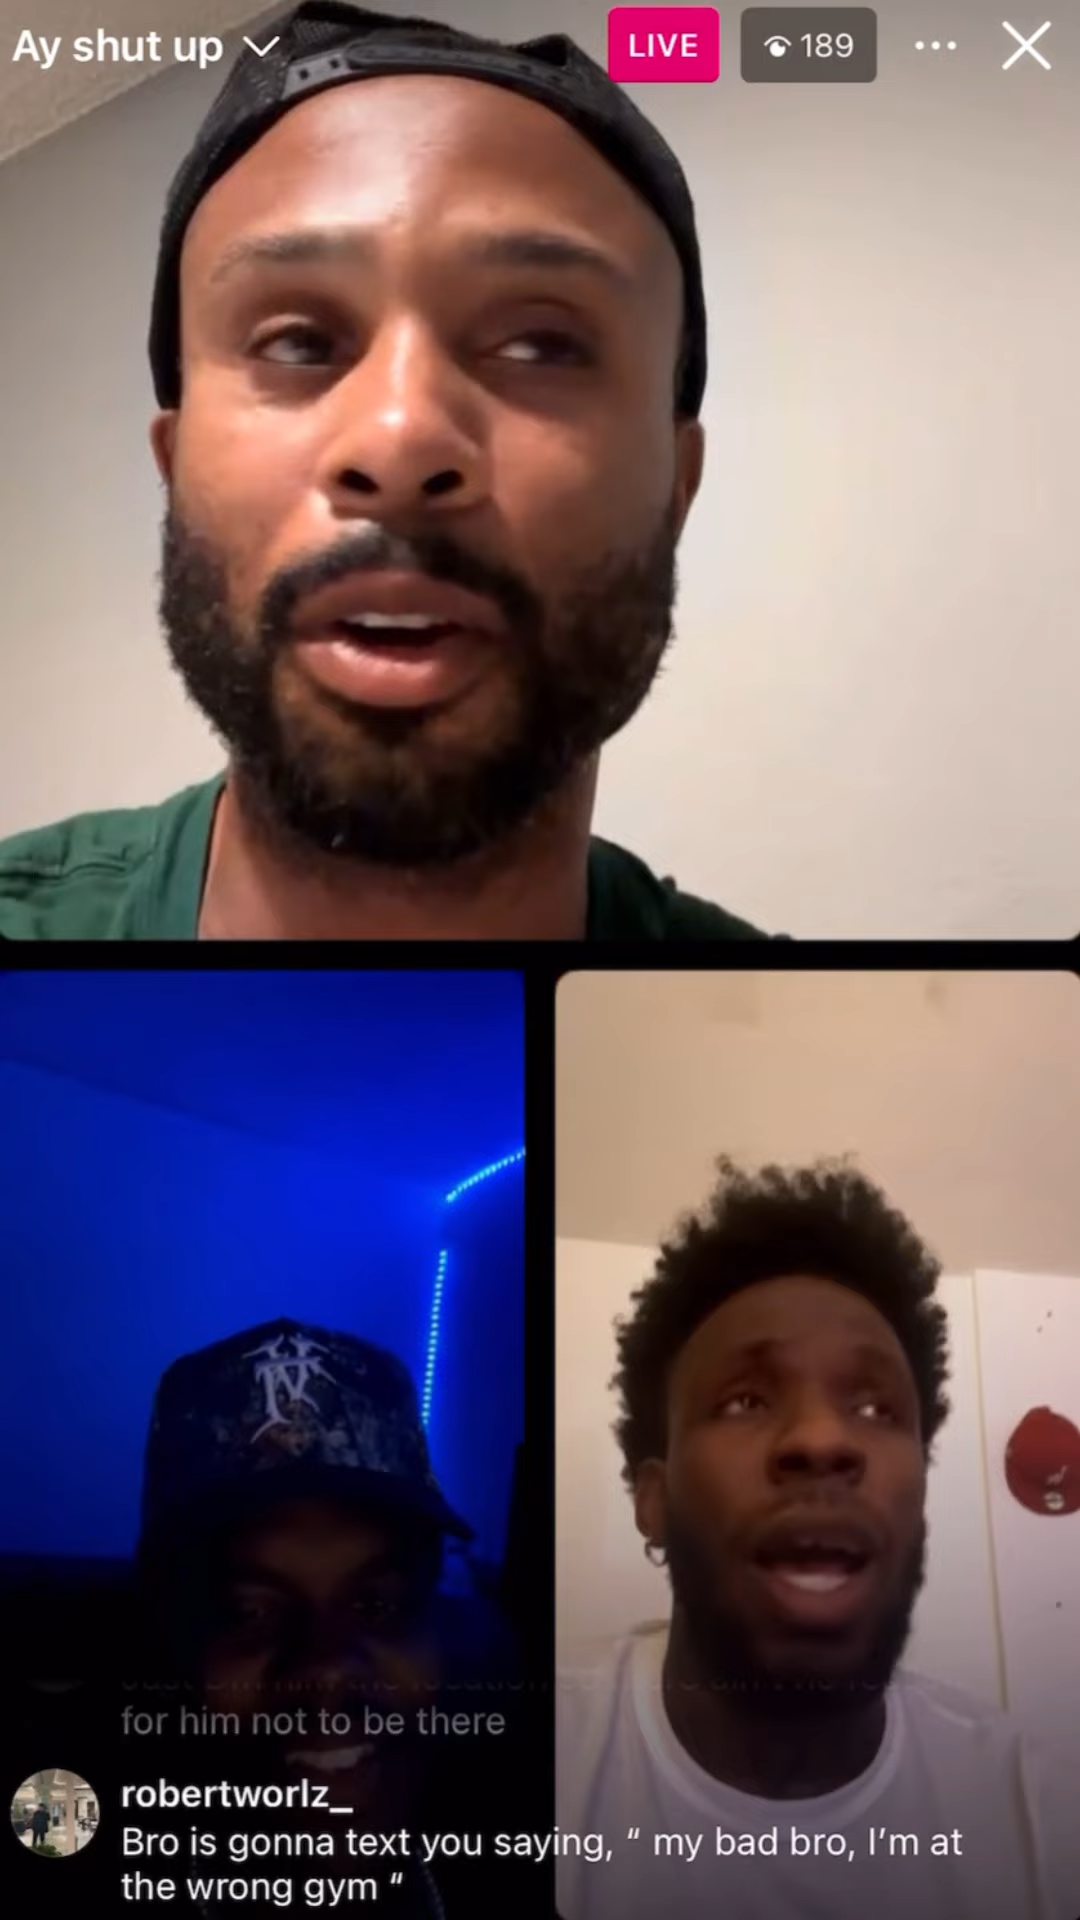 Ay shut up
LIVE
189
for him not to be there
robertworlz_
Bro is gonna text you saying, “ my bad bro, I’m at
the wrong gym “